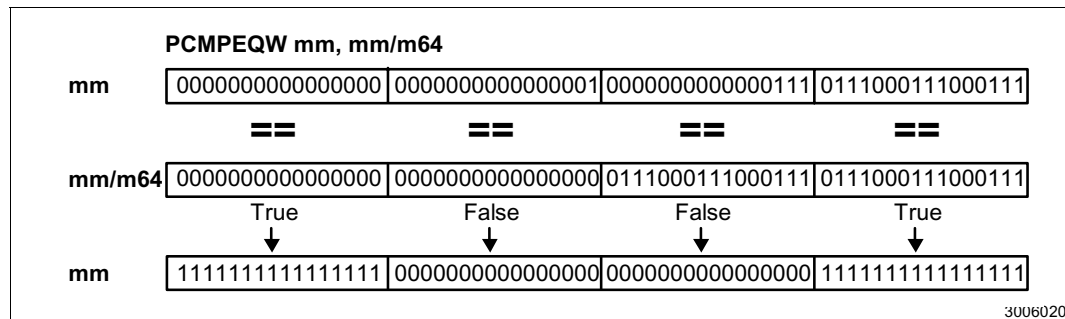 PCMPEQW mm, mm/m64
mm 0000000000000000 0000000000000001 0000000000000111 0111000111000111
== == == ==
mm/m64 0000000000000000 0000000000000000 0111000111000111 0111000111000111
True False False True
mm 1111111111111111 0000000000000000 0000000000000000 1111111111111111
3006020